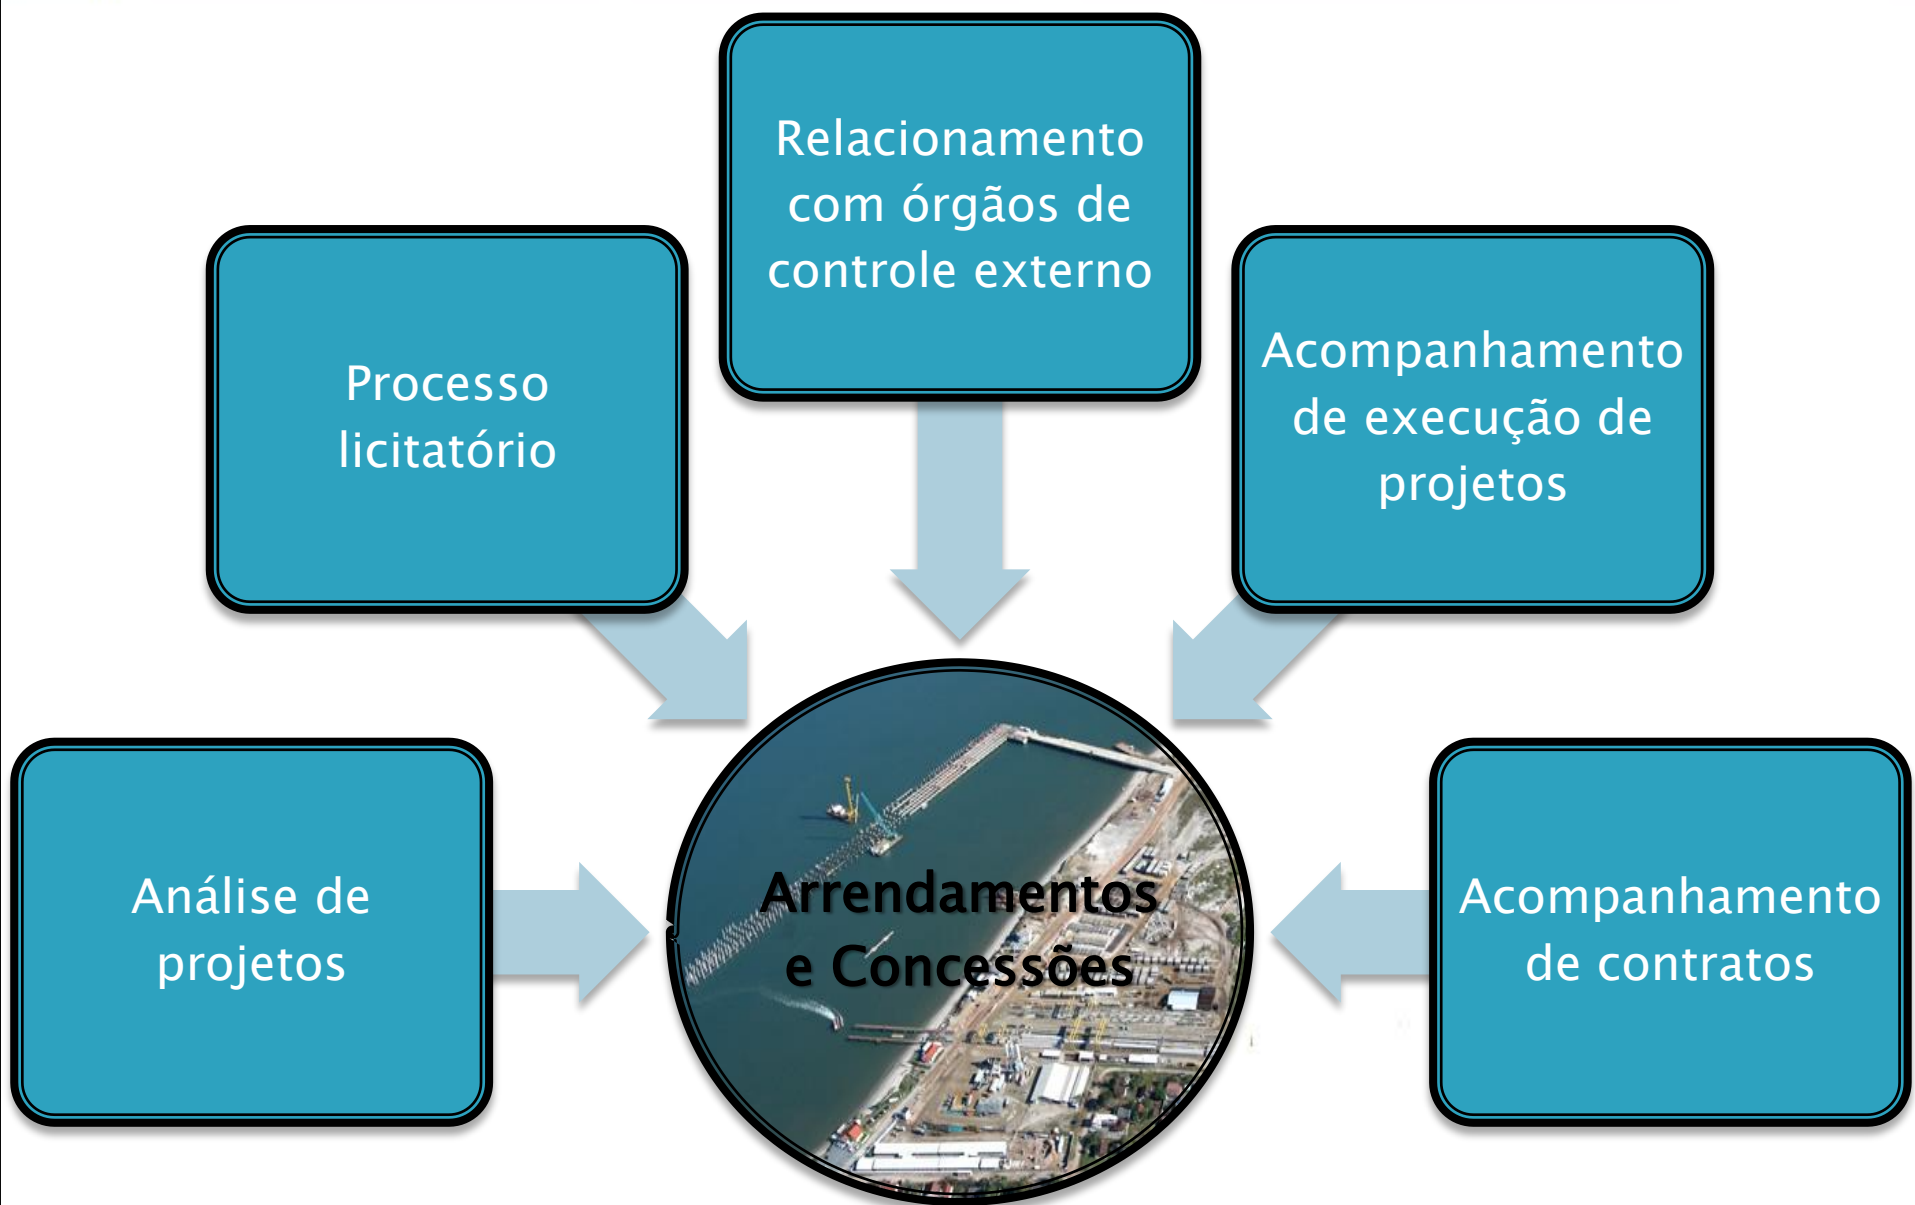 Relacionamento
com órgãos de
controle externo
Processo
licitatório
Acompanhamento
de execução de
projetos
Análise de
projetos
Arrendamentos
e Concessões
Acompanhamento
de contratos